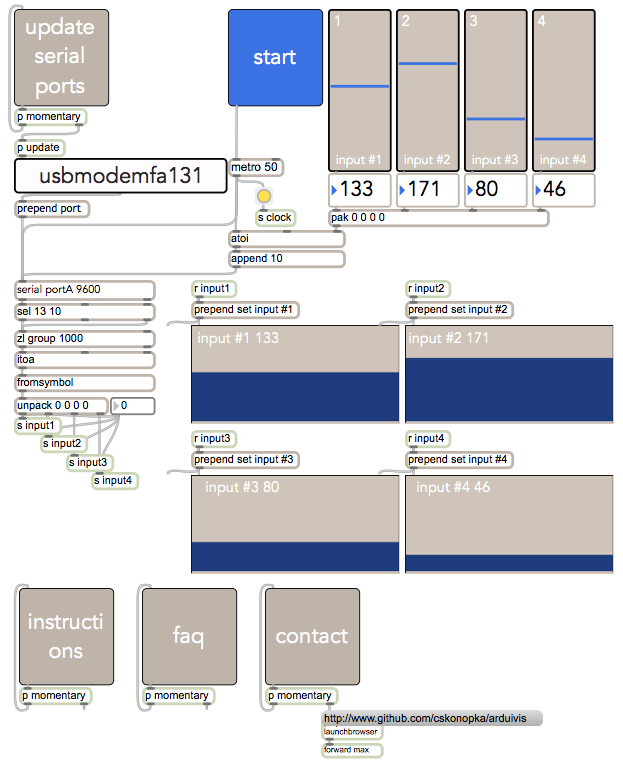 update
serial
ports
start
1
2
3
4
input #1
input #2
input #3
input #4
p momentary
p update
usbmodemfa131
metro 50
133
171
80
46
prepend port
s clock
pak 0 0 0 0
atoi
append 10
serial portA 9600
sel 13 10
zl group 1000
itoa
fromsymbol
unpack 0 0 0 0
0
s input1
s input2
s input3
s input4
r input1
prepend set input #1
input #1 133
r input2
prepend set input #2
input #2 171
r input3
prepend set input #3
input #3 80
r input4
prepend set input #4
input #4 46
instructi
ons
faq
contact
p momentary
p momentary
p momentary
http://www.github.com/cskonopka/arduivis
launchbrowser
forward max